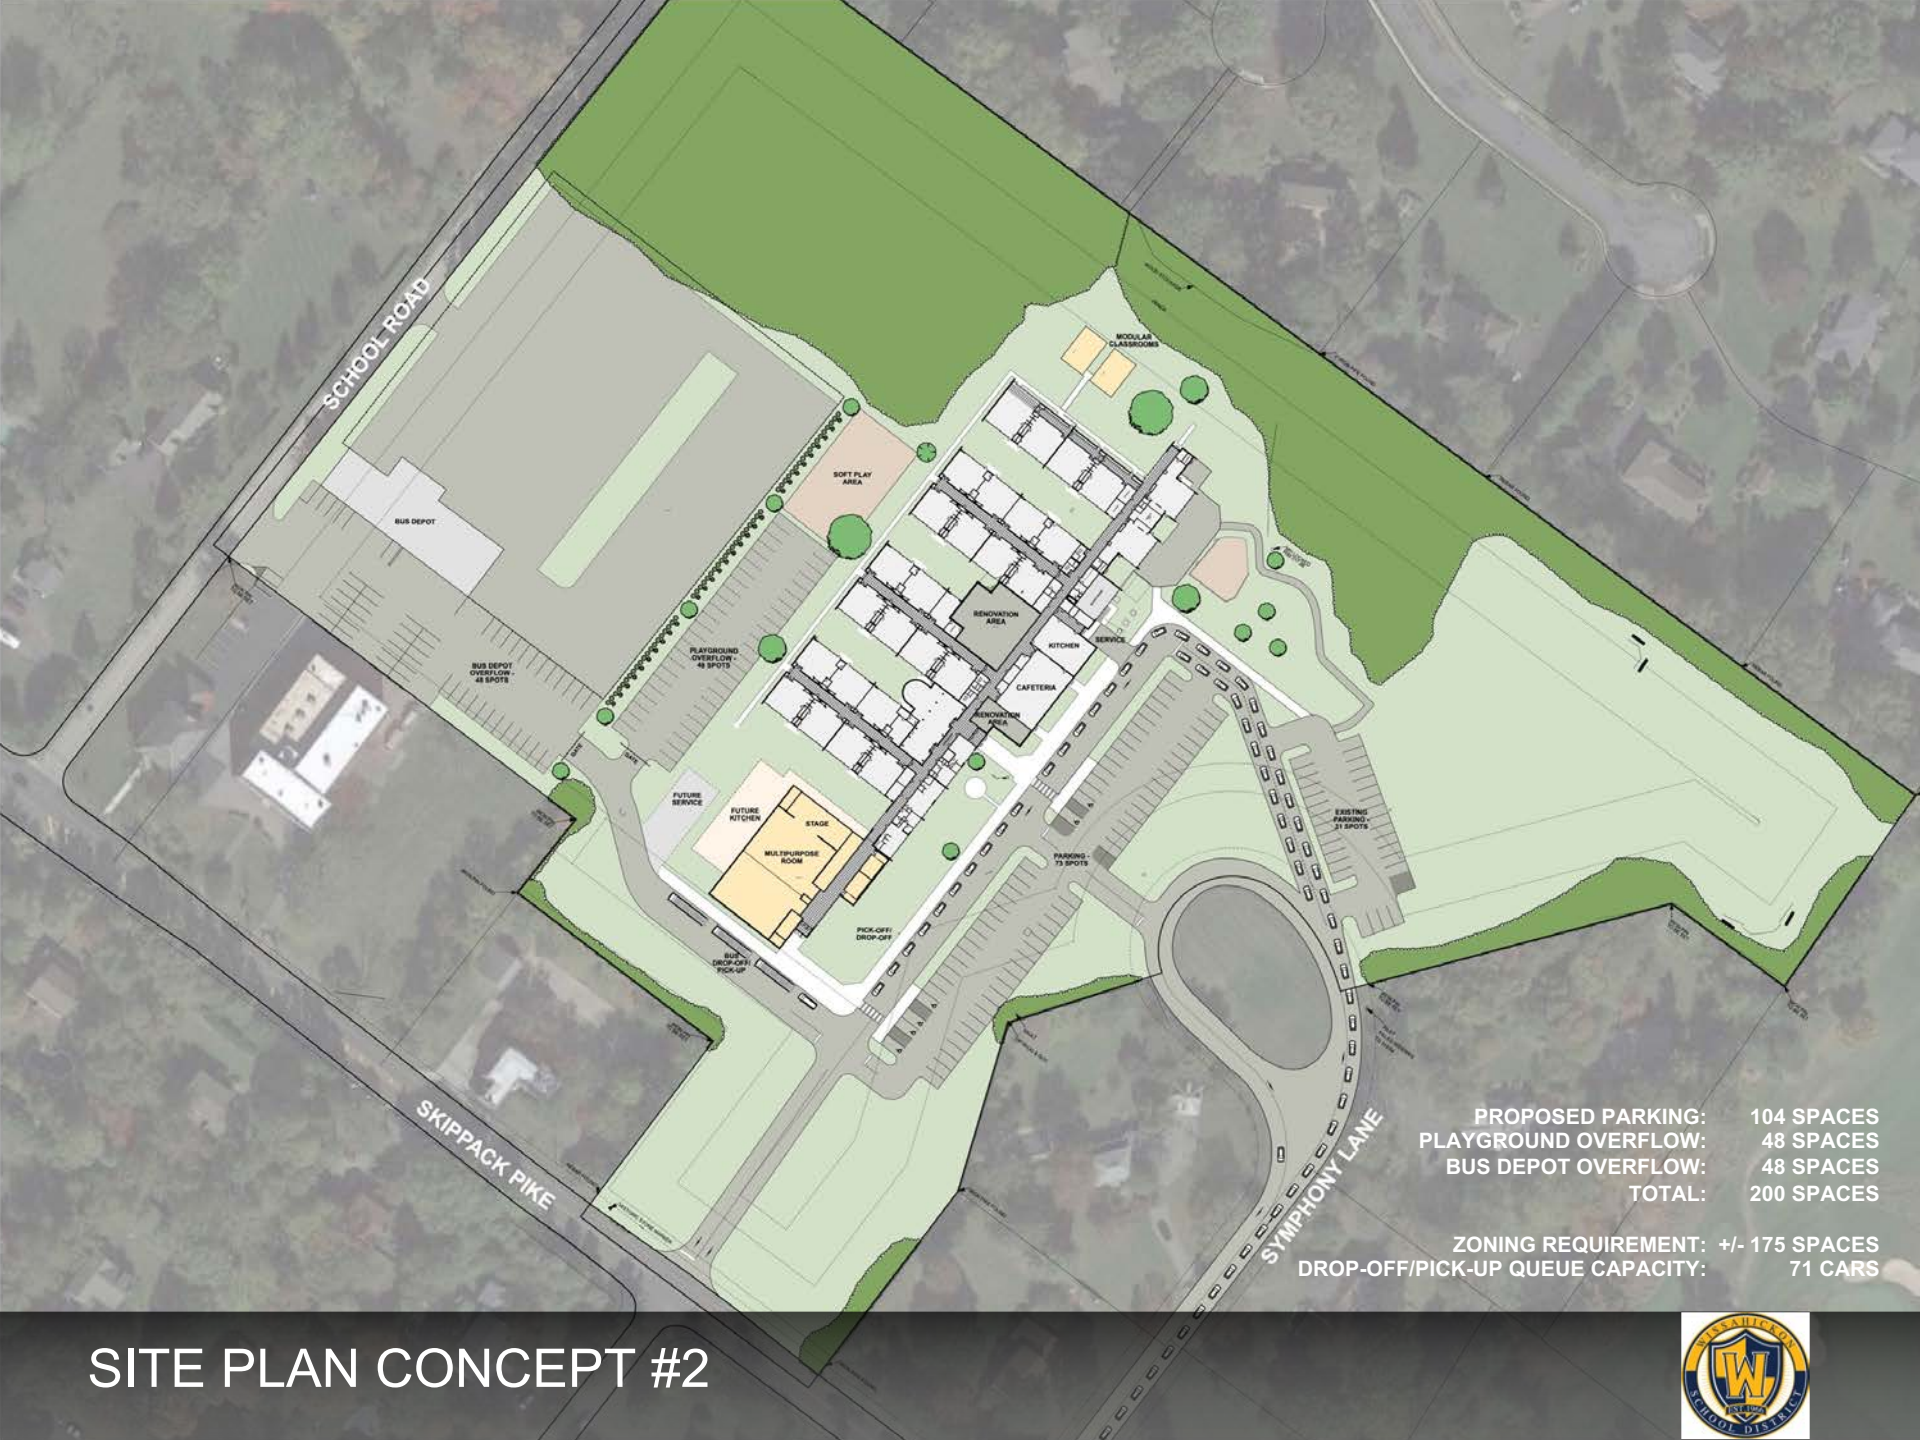 SCHOOL ROAD
MODULAR
CLASSROOMS
SOFT PLAY
AREA
BUS DEPOT
RENOVATION
AREA
KITCHEN
SERVICE
CAFETERIA
RENOVATION
AREA
PLAYGROUND
OVERFLOW -
48 SPOTS
BUS DEPOT
OVERFLOW -
48 SPOTS
GATE
GATE
FUTURE
SERVICE
FUTURE
KITCHEN
STAGE
MULTIPURPOSE
ROOM
EXISTING
PARKING -
31 SPOTS
PARKING -
73 SPOTS
PICK-OFF/
DROP-OFF
BUS
DROP-OFF/
PICK-UP
SKIPPACK PIKE
SYMPHONY LANE
PROPOSED PARKING: 104 SPACES
PLAYGROUND OVERFLOW: 48 SPACES
BUS DEPOT OVERFLOW: 48 SPACES
TOTAL: 200 SPACES
ZONING REQUIREMENT: +/- 175 SPACES
DROP-OFF/PICK-UP QUEUE CAPACITY: 71 CARS
SITE PLAN CONCEPT #2
WISSAHICKON
W
EST. 1966
SCHOOL DISTRICT